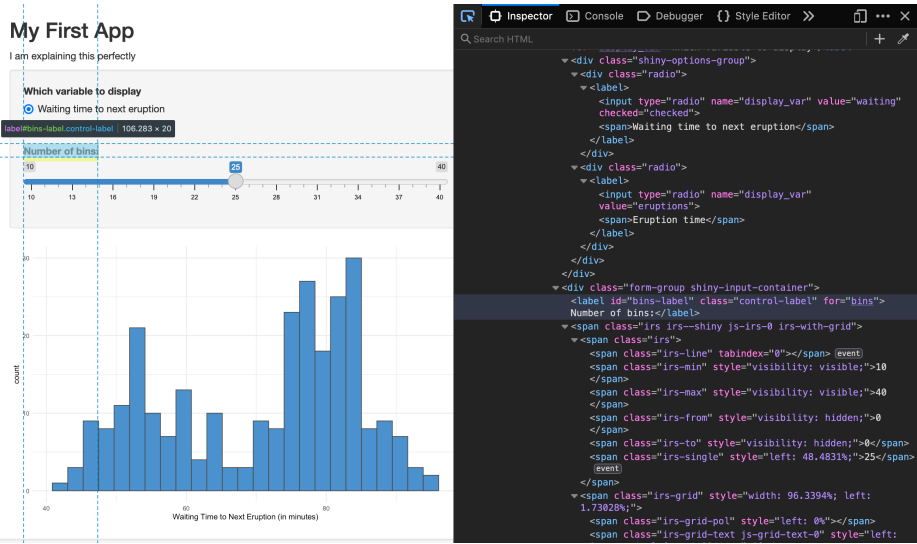 My First App
I am explaining this perfectly
Which variable to display
Waiting time to next eruption
label#bins-label.control-label | 106.283 × 20
Number of bins:
10 25 40
10 13 16 19 22 25 28 31 34 37 40
30
20
10
0
count
40 60 80
Waiting Time to Next Eruption (in minutes)
Inspector Console Debugger Style Editor
Search HTML
<div class="shiny-options-group">
<div class="radio">
<label>
<input type="radio" name="display_var" value="waiting"
checked="checked">
<span>Waiting time to next eruption</span>
</label>
</div>
<div class="radio">
<label>
<input type="radio" name="display_var"
value="eruptions">
<span>Eruption time</span>
</label>
</div>
</div>
</div>
<div class="form-group shiny-input-container">
<label id="bins-label" class="control-label" for="bins">
Number of bins:</label>
<span class="irs irs--shiny js-irs-0 irs-with-grid">
<span class="irs">
<span class="irs-line" tabindex="0"></span> event
<span class="irs-min" style="visibility: visible;">10
</span>
<span class="irs-max" style="visibility: visible;">40
</span>
<span class="irs-from" style="visibility: hidden;">0
</span>
<span class="irs-to" style="visibility: hidden;">0</span>
<span class="irs-single" style="left: 48.4831%;">25</span>
event
</span>
<span class="irs-grid" style="width: 96.3394%; left:
1.73028%;">
<span class="irs-grid-pol" style="left: 0%"></span>
<span class="irs-grid-text js-grid-text-0" style="left: